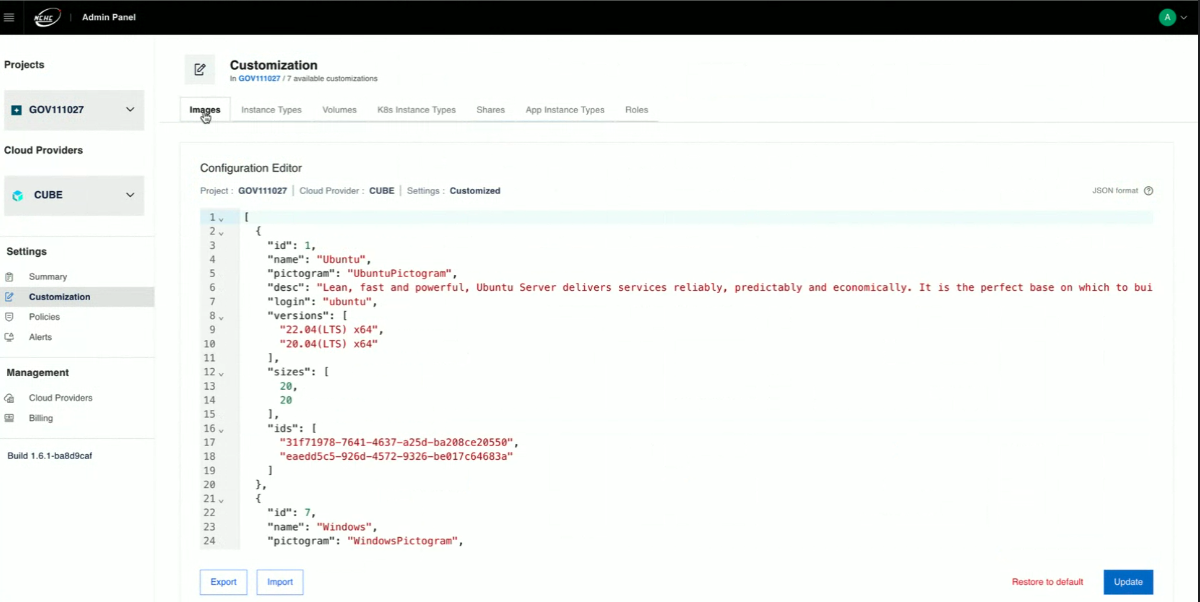 NCHC | Admin Panel
A
Projects
GOV111027
Cloud Providers
CUBE
Settings
Summary
Customization
Policies
Alerts
Management
Cloud Providers
Billing
Build 1.6.1-ba8d9caf
Customization
In GOV111027 / 7 available customizations
Images Instance Types Volumes K8s Instance Types Shares App Instance Types Roles
Configuration Editor
Project : GOV111027 | Cloud Provider : CUBE | Settings : Customized JSON format ?
1 [
2 {
3 "id": 1,
4 "name": "Ubuntu",
5 "pictogram": "UbuntuPictogram",
6 "desc": "Lean, fast and powerful, Ubuntu Server delivers services reliably, predictably and economically. It is the perfect base on which to bui
7 "login": "ubuntu",
8 "versions": [
9 "22.04(LTS) x64",
10 "20.04(LTS) x64"
11 ],
12 "sizes": [
13 20,
14 20
15 ],
16 "ids": [
17 "31f71978-7641-4637-a25d-ba208ce20550",
18 "eaedd5c5-926d-4572-9326-be017c64683a"
19 ]
20 },
21 {
22 "id": 7,
23 "name": "Windows",
24 "pictogram": "WindowsPictogram",
Export Import Restore to default Update